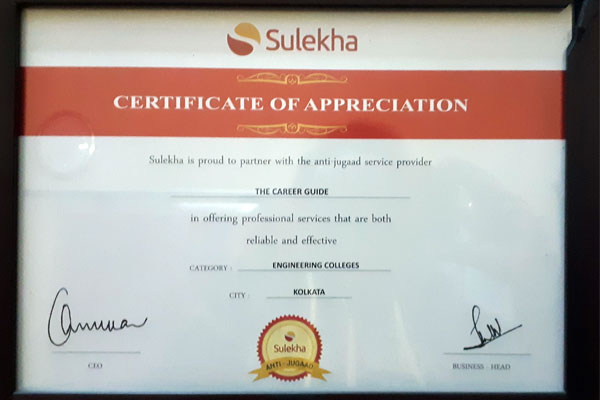 Sulekha
CERTIFICATE OF APPRECIATION
Sulekha is proud to partner with the anti-jugaad service provider
THE CAREER GUIDE
in offering professional services that are both
reliable and effective
CATEGORY : ENGINEERING COLLEGES
CITY : KOLKATA
Sulekha
ANTI - JUGAAD
CEO
BUSINESS - HEAD